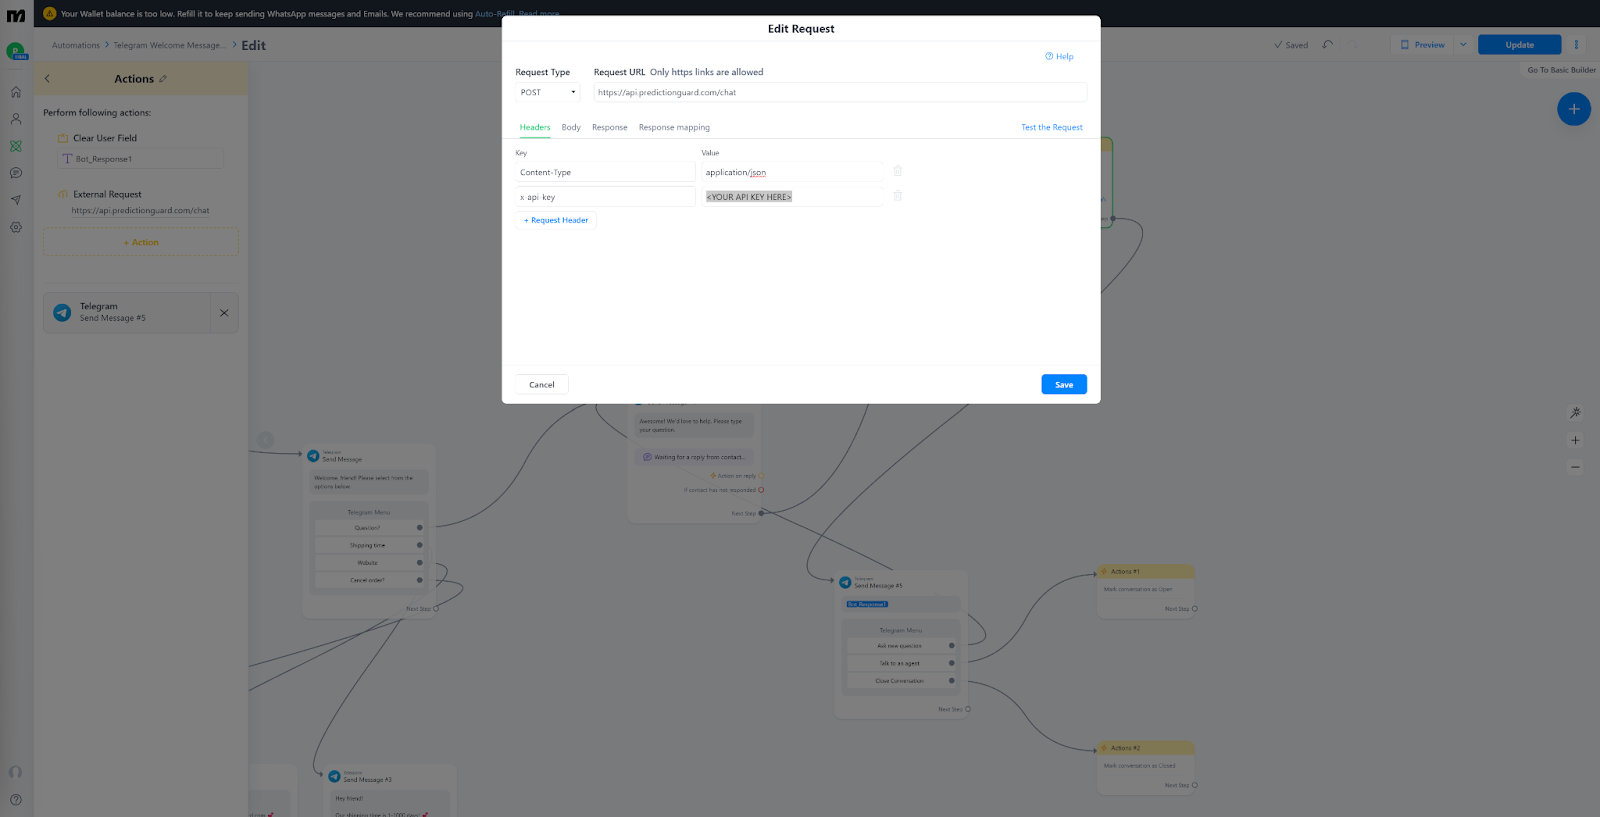 Your Wallet balance is too low. Refill it to keep sending WhatsApp messages and Emails. We recommend using Auto-Refill. Read more.
Automations > Telegram Welcome Message... > Edit
Saved
Preview
Update
Go To Basic Builder
Actions
Perform following actions:
Clear User Field
Bot_Response1
External Request
https://api.predictionguard.com/chat
+ Action
Telegram
Send Message #5
Edit Request
Help
Request Type
Request URL Only https links are allowed
POST
https://api.predictionguard.com/chat
Headers
Body
Response
Response mapping
Test the Request
Key
Value
Content-Type
application/json
x-api-key
<YOUR API KEY HERE>
+ Request Header
Cancel
Save
Telegram
Send Message
Welcome, friend! Please select from the
options below.
Telegram Menu
Question?
Shipping time
Website
Cancel order?
Next Step
Awesome! We'd love to help. Please type
your question.
Waiting for a reply from contact...
Action on reply
If contact has not responded
Next Step
Telegram
Send Message #5
Bot_Response1
Telegram Menu
Ask new question
Talk to an agent
Close Conversation
Next Step
Actions #1
Mark conversation as Open
Next Step
Actions #2
Mark conversation as Closed
Next Step
Telegram
Send Message #3
Hey friend!